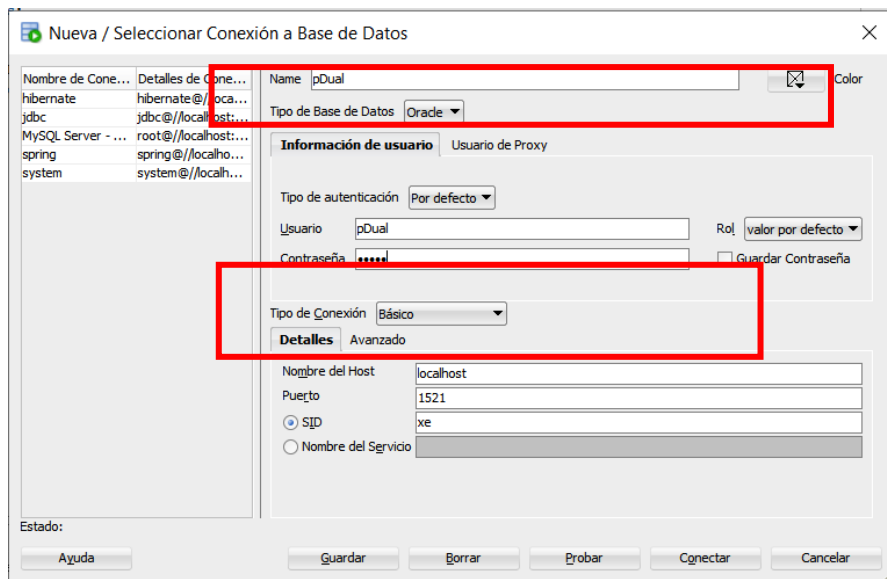 Nueva / Seleccionar Conexión a Base de Datos
Nombre de Cone... Detalles de Cone...
hibernate hibernate@//loca...
jdbc jdbc@//localhost:...
MySQL Server - ... root@//localhost:...
spring spring@//localho...
system system@//localh...
Name pDual Color
Tipo de Base de Datos Oracle
Información de usuario Usuario de Proxy
Tipo de autenticación Por defecto
Usuario pDual Rol valor por defecto
Contraseña ••••• Guardar Contraseña
Tipo de Conexión Básico
Detalles Avanzado
Nombre del Host localhost
Puerto 1521
SID xe
Nombre del Servicio
Estado:
Ayuda Guardar Borrar Probar Conectar Cancelar